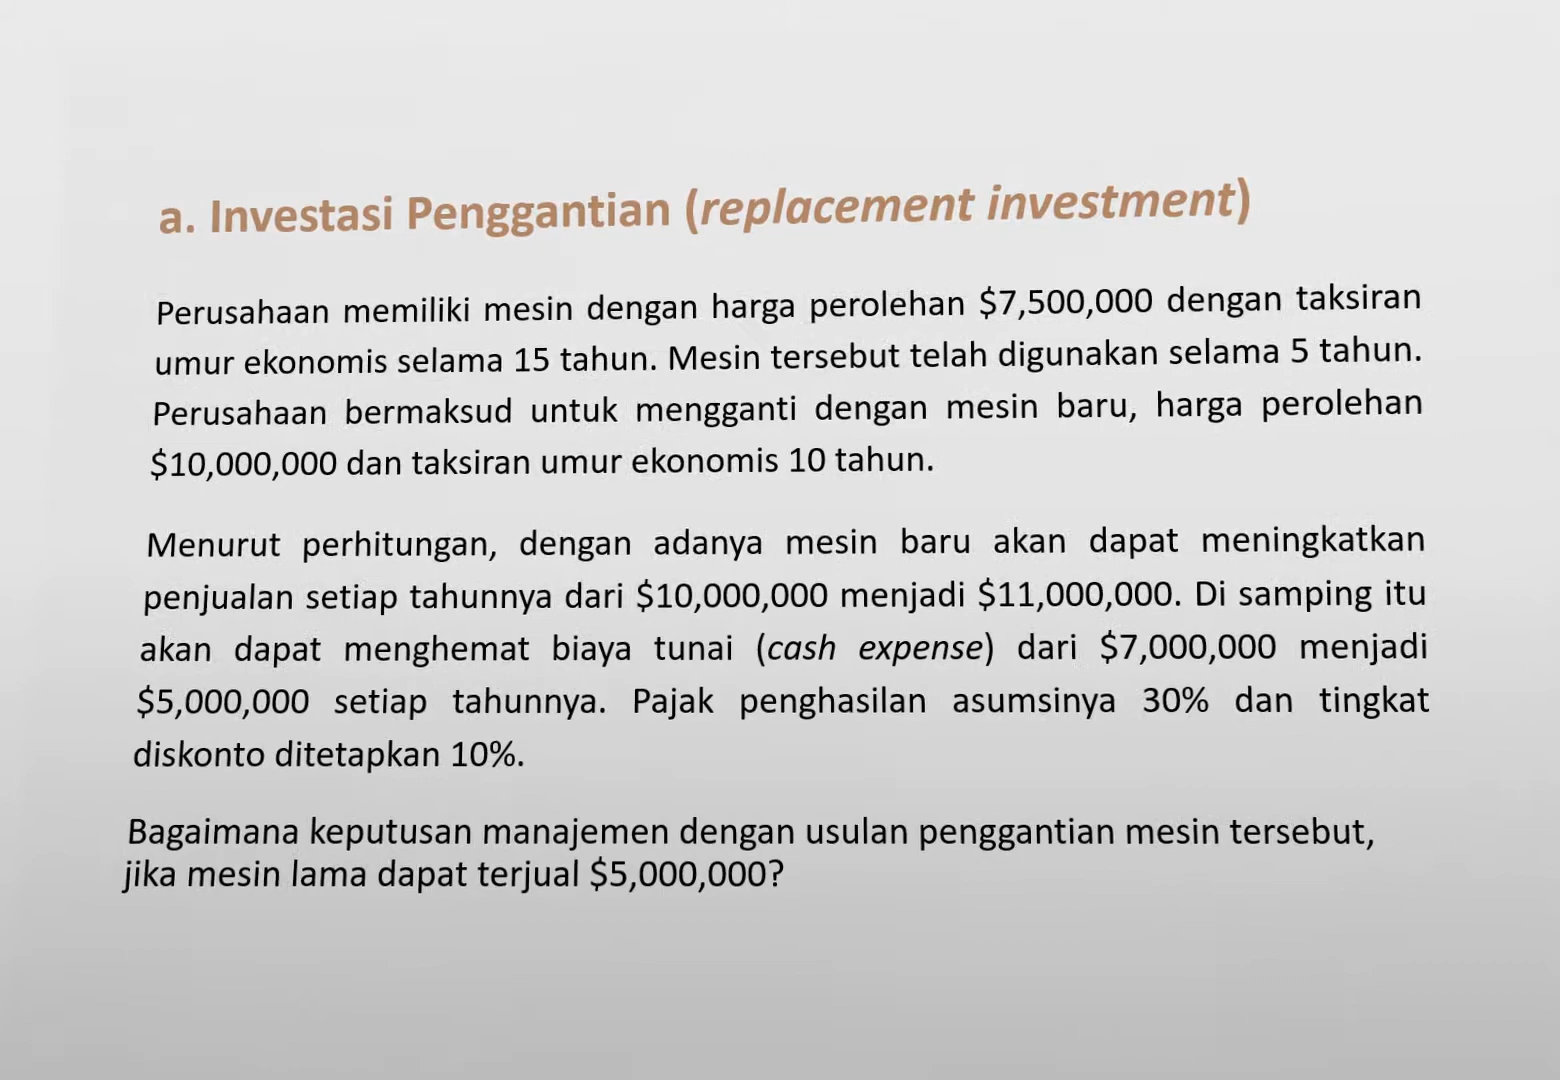 a. Investasi Penggantian (replacement investment)
Perusahaan memiliki mesin dengan harga perolehan $7,500,000 dengan taksiran
umur ekonomis selama 15 tahun. Mesin tersebut telah digunakan selama 5 tahun.
Perusahaan bermaksud untuk mengganti dengan mesin baru, harga perolehan
$10,000,000 dan taksiran umur ekonomis 10 tahun.
Menurut perhitungan, dengan adanya mesin baru akan dapat meningkatkan
penjualan setiap tahunnya dari $10,000,000 menjadi $11,000,000. Di samping itu
akan dapat menghemat biaya tunai (cash expense) dari $7,000,000 menjadi
$5,000,000 setiap tahunnya. Pajak penghasilan asumsinya 30% dan tingkat
diskonto ditetapkan 10%.
Bagaimana keputusan manajemen dengan usulan penggantian mesin tersebut,
jika mesin lama dapat terjual $5,000,000?